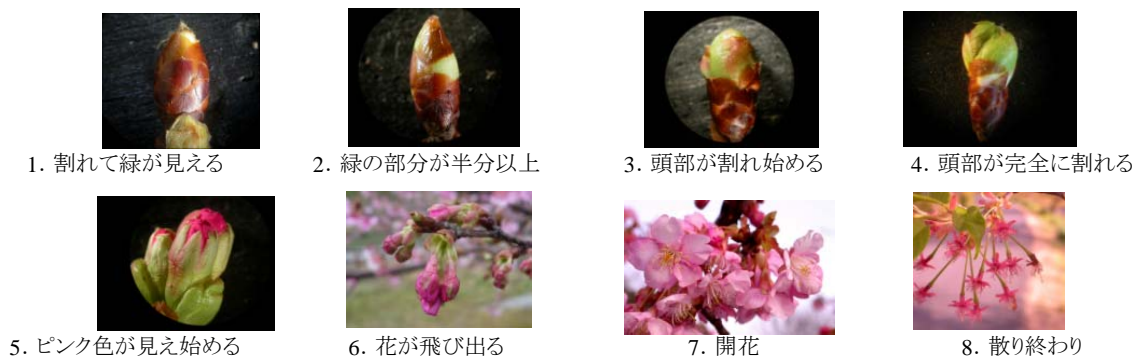 1. 割れて緑が見える
2. 緑の部分が半分以上
3. 頭部が割れ始める
4. 頭部が完全に割れる
5. ピンク色が見え始める
6. 花が飛び出る
7. 開花
8. 散り終わり